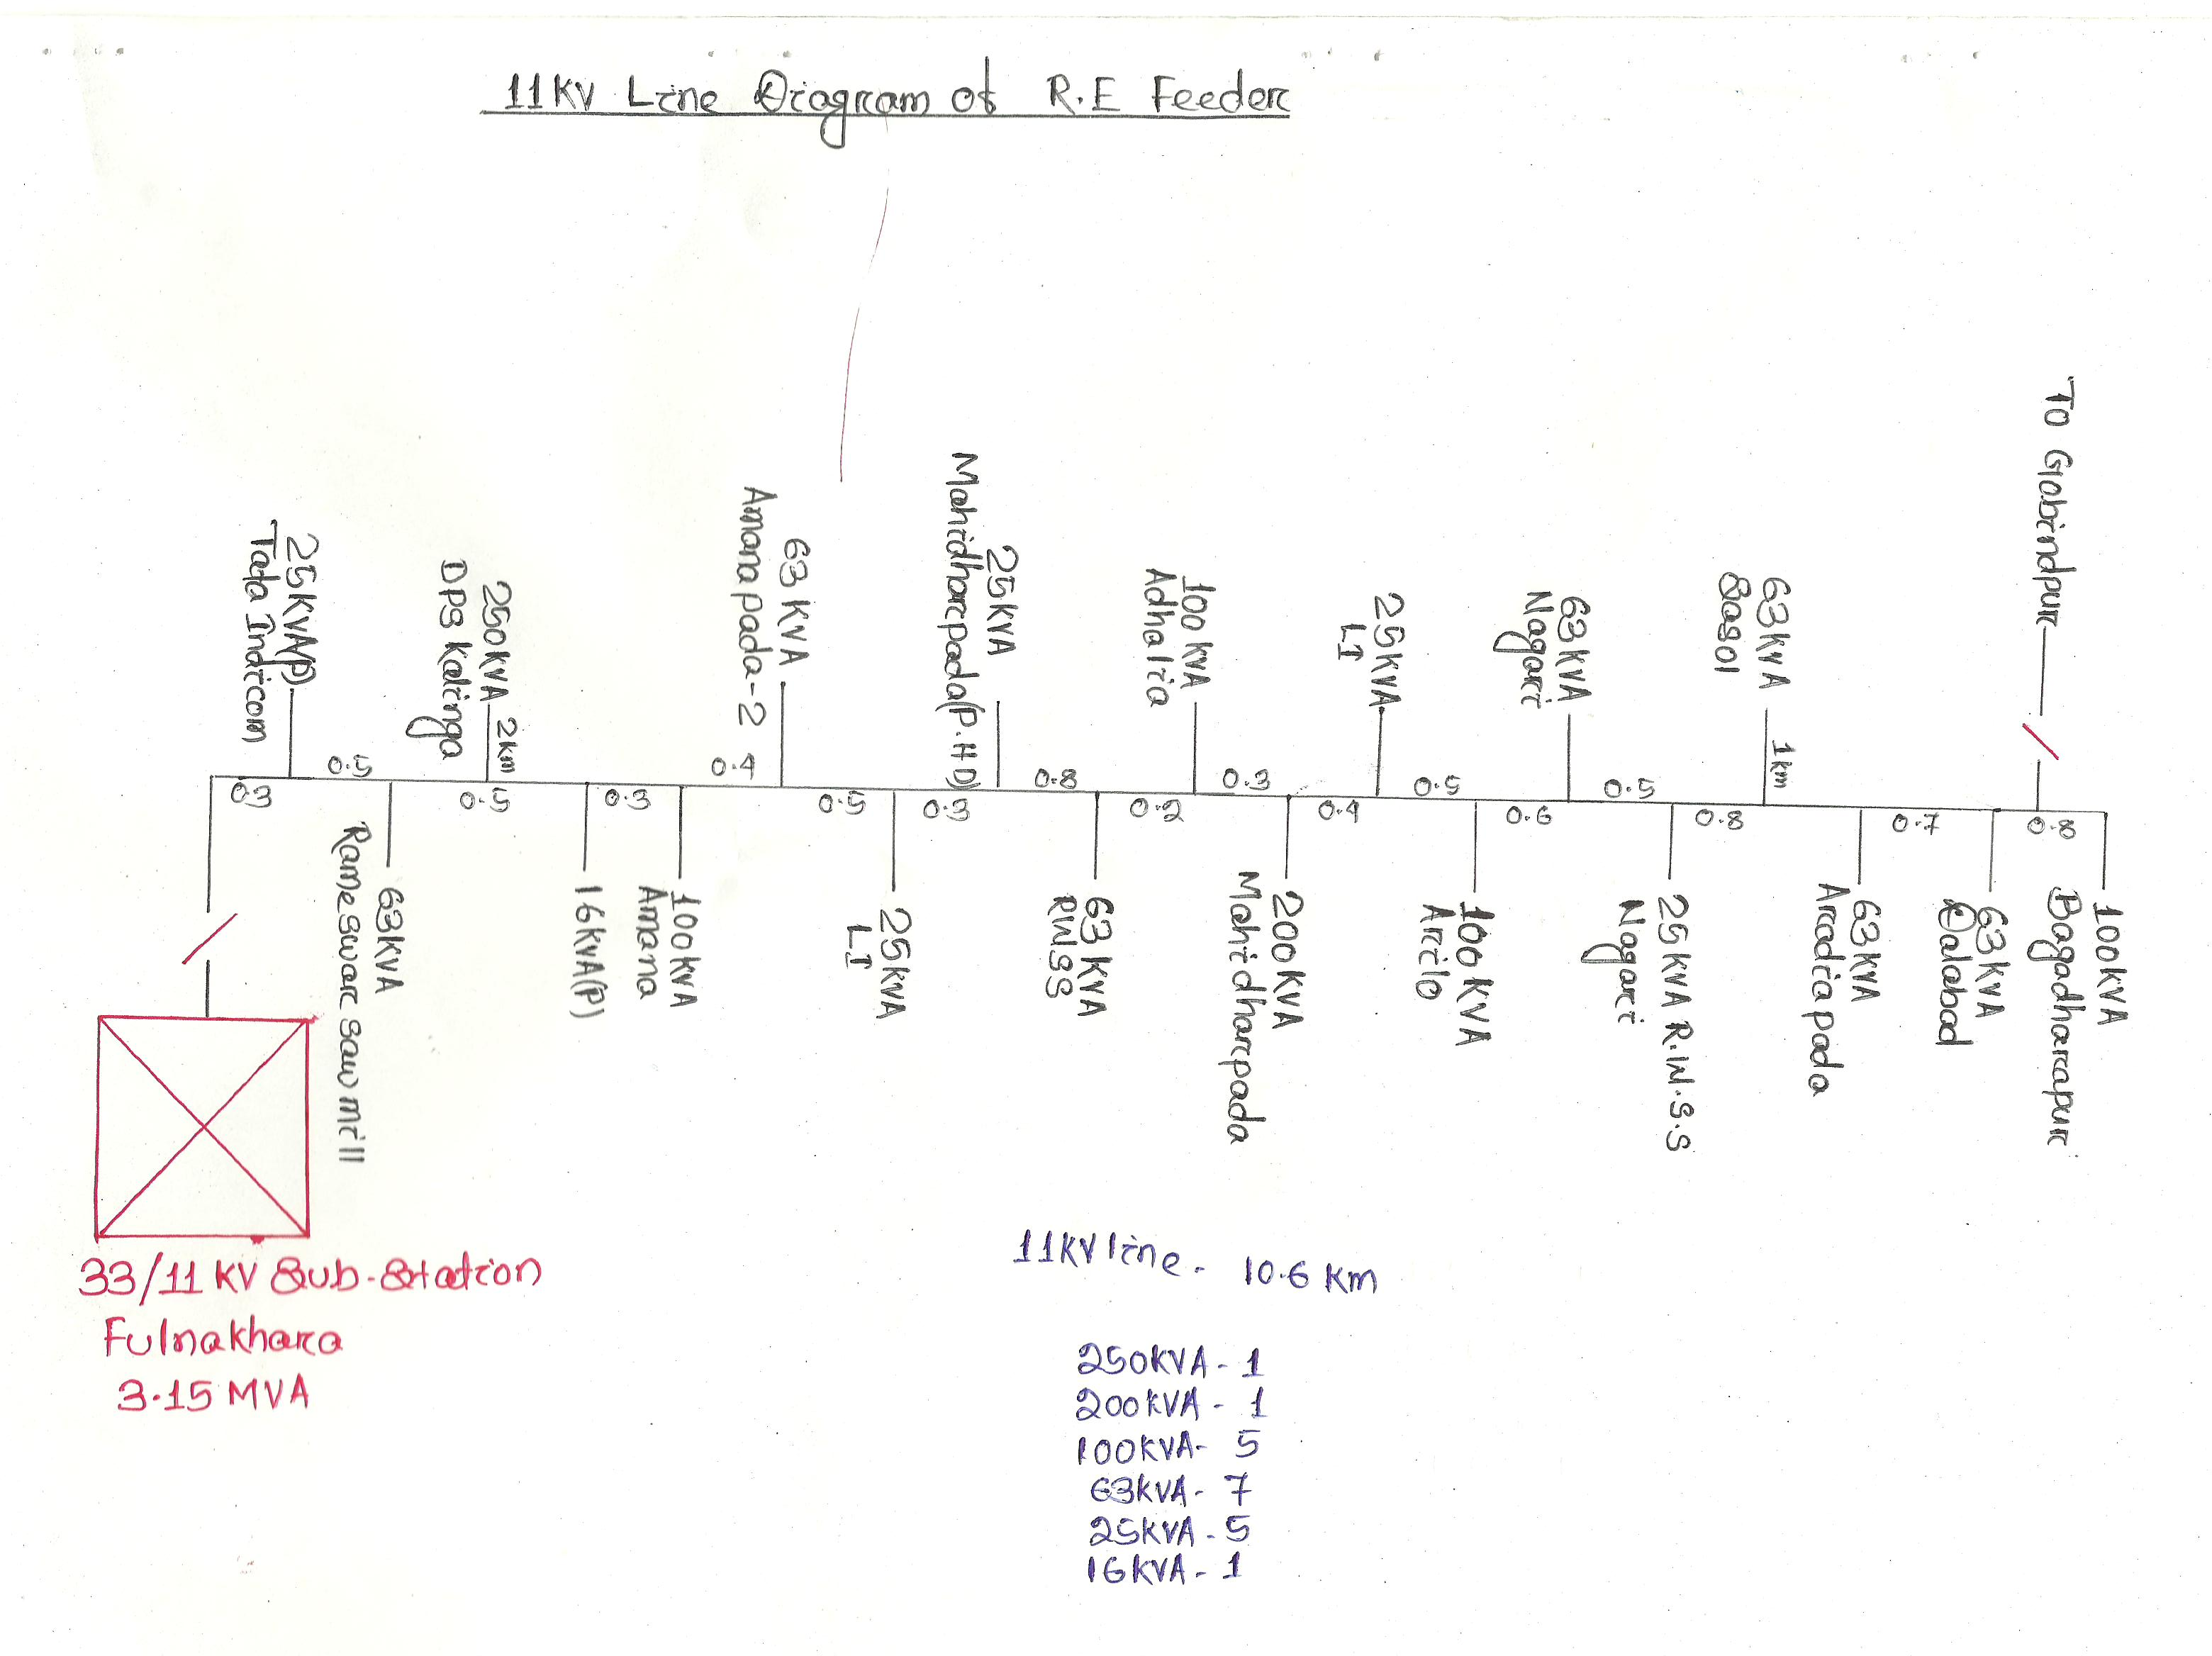 11KV Line Diagram of R.E Feeder
To Gobindpur
25KVA(P)
Tata Indicom
250KVA
DPS Kalinga
2km
63 KVA
Amanapada-2
25KVA
Mahidharpada(P.H.D)
100 KVA
Adhalia
25KVA
LI
63 KVA
Nagari
63KVA
Sasol
1km
0.3
0.5
0.5
0.3
0.4
0.5
0.3
0.8
0.2
0.3
0.4
0.5
0.6
0.5
0.8
0.7
0.8
63KVA
Rameswar Saw mill
16KVA(P)
100KVA
Amana
25KVA
LI
63 KVA
RWSS
200KVA
Mahidharpada
100 KVA
Arilo
25KVA R.W.S.S
Nagari
63KVA
Aradiapada
63KVA
Dalabad
100KVA
Bagadharapur
33/11 KV Sub-Station
Fulnakhara
3.15 MVA
11KV line - 10.6 Km
250KVA - 1
200KVA - 1
100KVA - 5
63KVA - 7
25KVA - 5
16KVA - 1